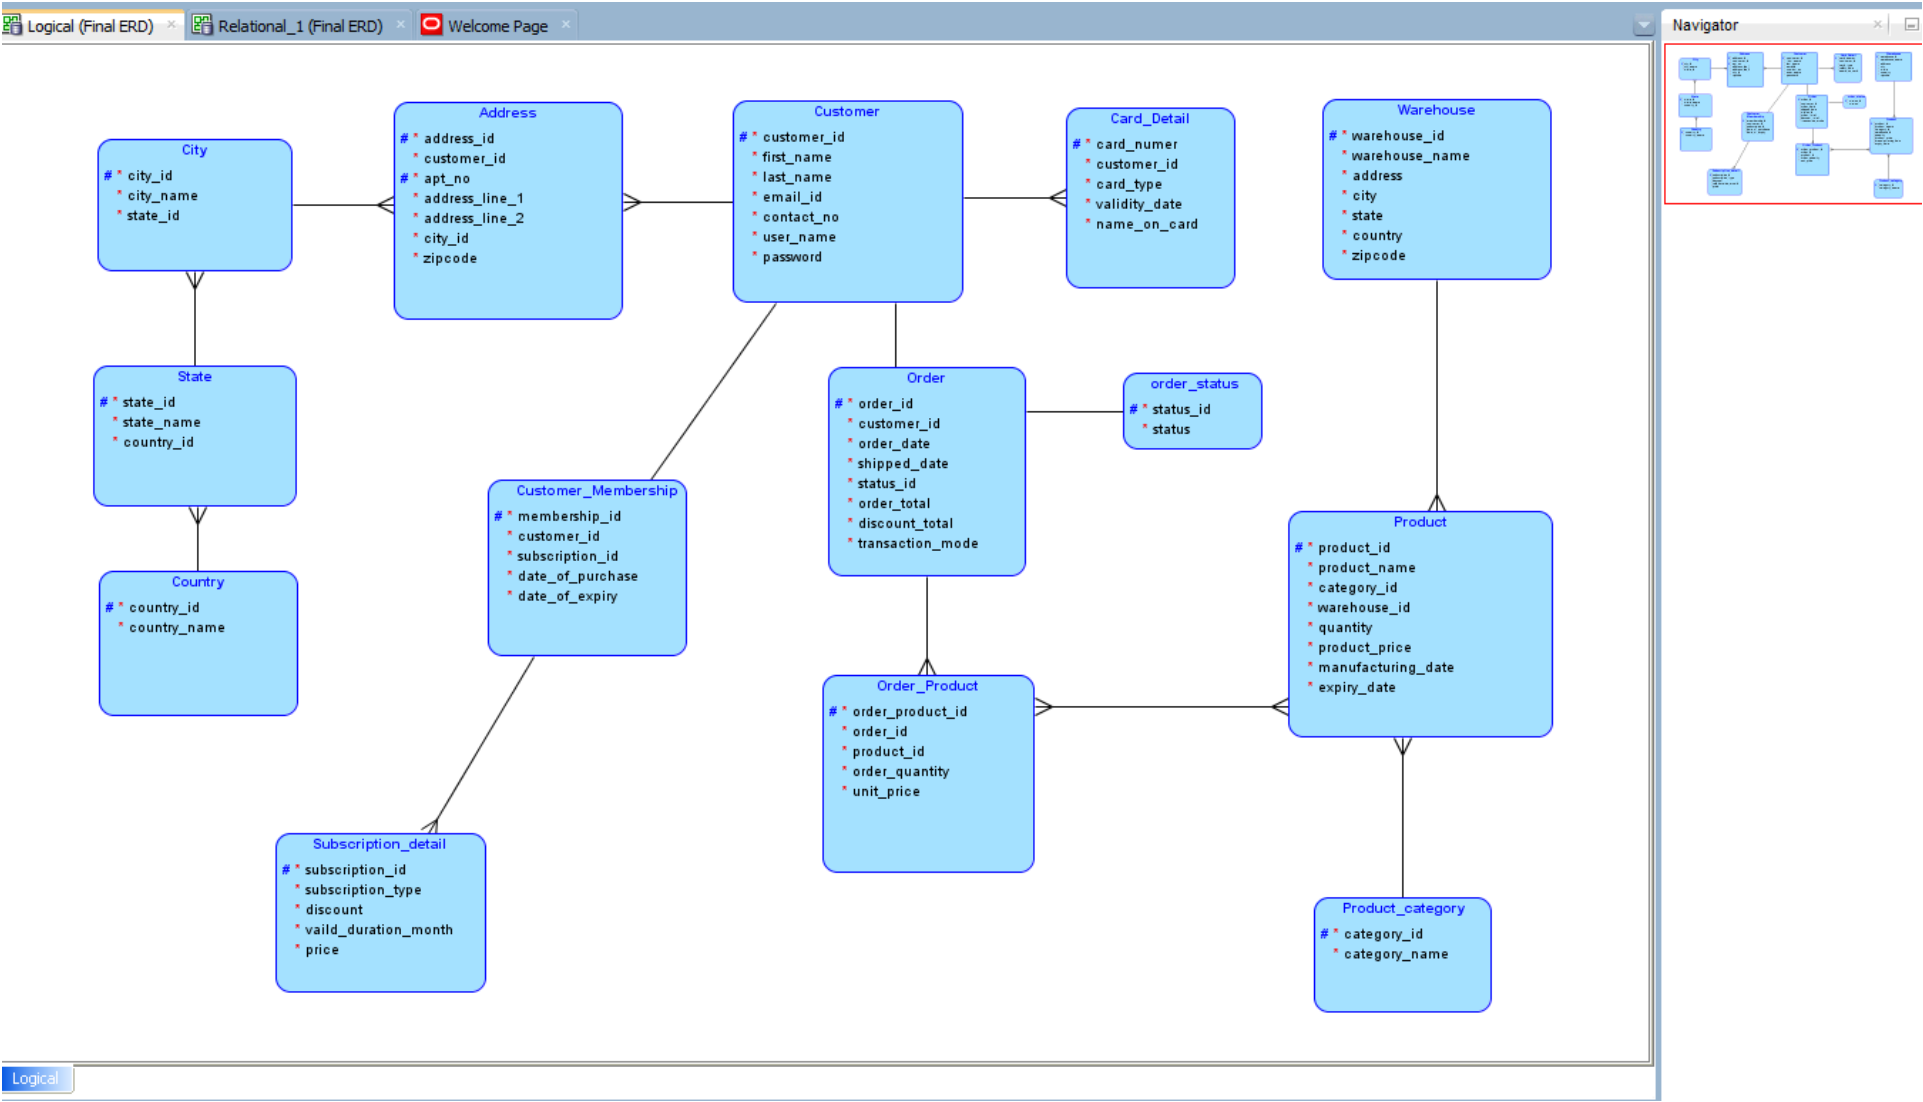 Logical (Final ERD)
Relational_1 (Final ERD)
Welcome Page
Navigator
City
# * city_id
* city_name
* state_id
Address
# * address_id
* customer_id
# * apt_no
* address_line_1
* address_line_2
* city_id
* zipcode
Customer
# * customer_id
* first_name
* last_name
* email_id
* contact_no
* user_name
* password
Card_Detail
# * card_numer
* customer_id
* card_type
* validity_date
* name_on_card
Warehouse
# * warehouse_id
* warehouse_name
* address
* city
* state
* country
* zipcode
State
# * state_id
* state_name
* country_id
Order
# * order_id
* customer_id
* order_date
* shipped_date
* status_id
* order_total
* discount_total
* transaction_mode
order_status
# * status_id
* status
Customer_Membership
# * membership_id
* customer_id
* subscription_id
* date_of_purchase
* date_of_expiry
Product
# * product_id
* product_name
* category_id
* warehouse_id
* quantity
* product_price
* manufacturing_date
* expiry_date
Country
# * country_id
* country_name
Order_Product
# * order_product_id
* order_id
* product_id
* order_quantity
* unit_price
Subscription_detail
# * subscription_id
* subscription_type
* discount
* vaild_duration_month
* price
Product_category
# * category_id
* category_name
Logical